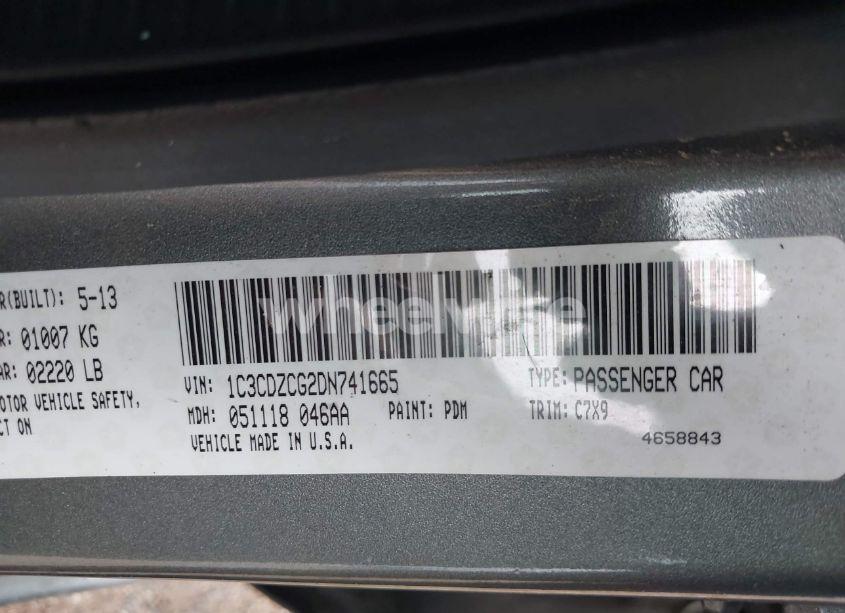 R(BUILT): 5-13
R: 01007 KG
AR: 02220 LB
OTOR VEHICLE SAFETY,
CT ON
wheelwise
VIN: 1C3CDZCG2DN741665 TYPE: PASSENGER CAR
MDH: 051118 046AA PAINT: PDM TRIM: C7X9
VEHICLE MADE IN U.S.A. 4658843